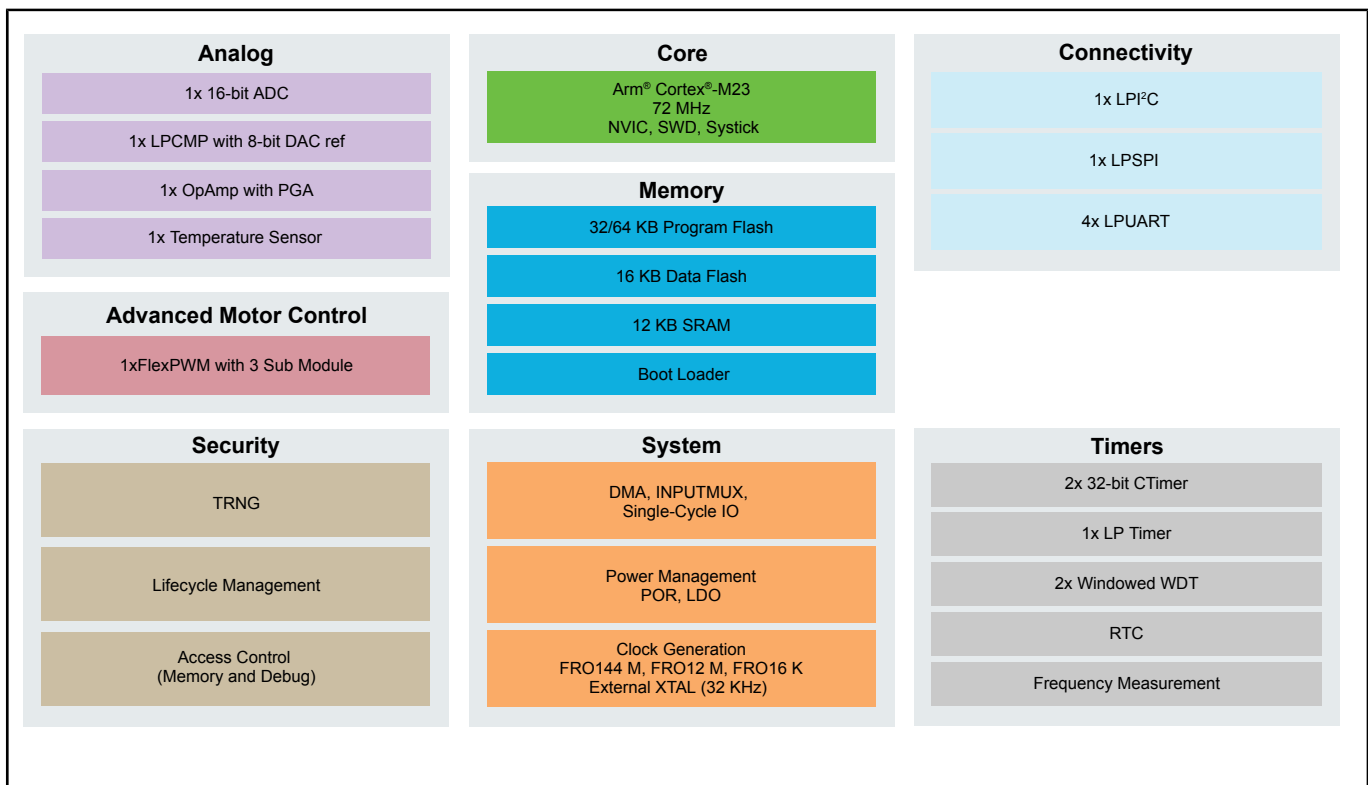 Analog
1x 16-bit ADC
1x LPCMP with 8-bit DAC ref
1x OpAmp with PGA
1x Temperature Sensor
Advanced Motor Control
1xFlexPWM with 3 Sub Module
Security
TRNG
Lifecycle Management
Access Control
(Memory and Debug)
Core
Arm® Cortex®-M23
72 MHz
NVIC, SWD, Systick
Memory
32/64 KB Program Flash
16 KB Data Flash
12 KB SRAM
Boot Loader
System
DMA, INPUTMUX,
Single-Cycle IO
Power Management
POR, LDO
Clock Generation
FRO144 M, FRO12 M, FRO16 K
External XTAL (32 KHz)
Connectivity
1x LPI²C
1x LPSPI
4x LPUART
Timers
2x 32-bit CTimer
1x LP Timer
2x Windowed WDT
RTC
Frequency Measurement